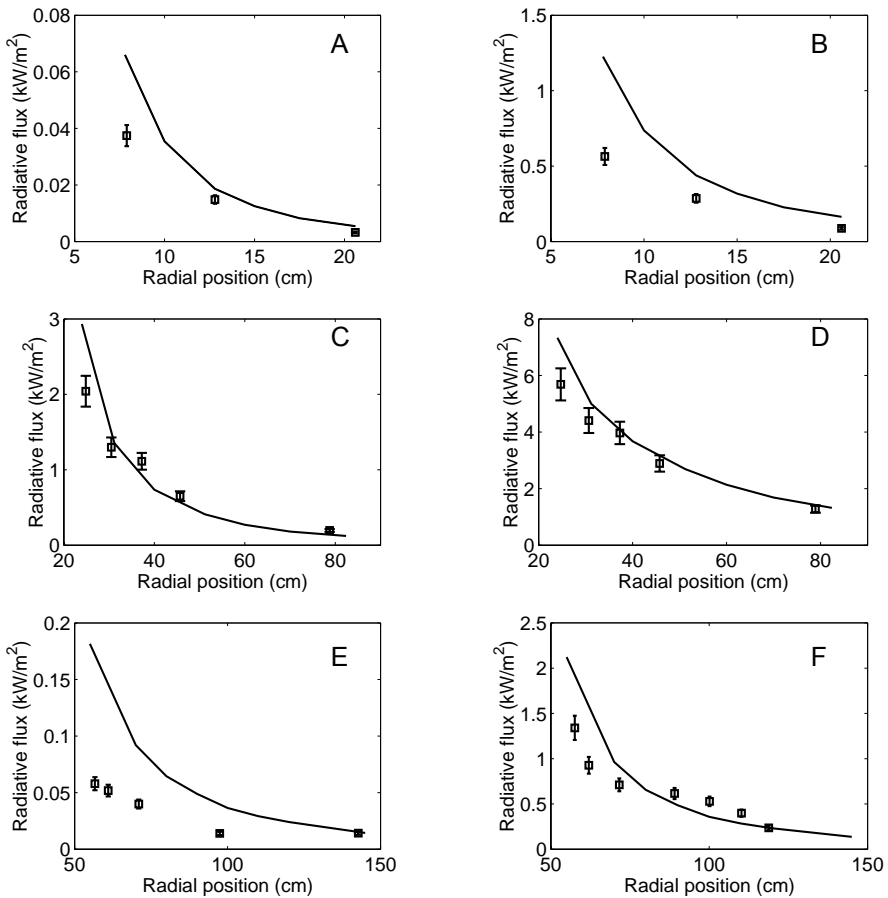 A
0.08
0.06
0.04
0.02
0
5 10 15 20
Radial position (cm)
Radiative flux (kW/m²)
B
1.5
1
0.5
0
5 10 15 20
Radial position (cm)
Radiative flux (kW/m²)
C
3
2
1
0
20 40 60 80
Radial position (cm)
Radiative flux (kW/m²)
D
8
6
4
2
0
20 40 60 80
Radial position (cm)
Radiative flux (kW/m²)
E
0.2
0.15
0.1
0.05
0
50 100 150
Radial position (cm)
Radiative flux (kW/m²)
F
2.5
2
1.5
1
0.5
0
50 100 150
Radial position (cm)
Radiative flux (kW/m²)